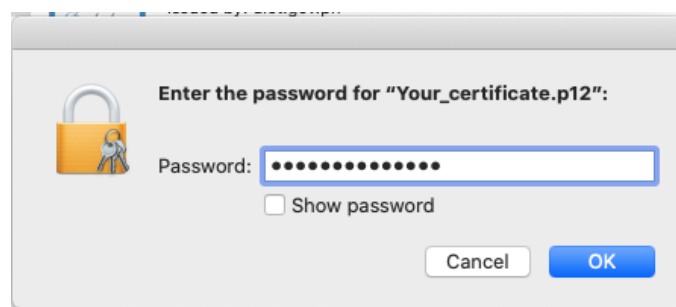 Enter the password for “Your_certificate.p12”:
Password: ●●●●●●●●●●●●●●
Show password
Cancel OK